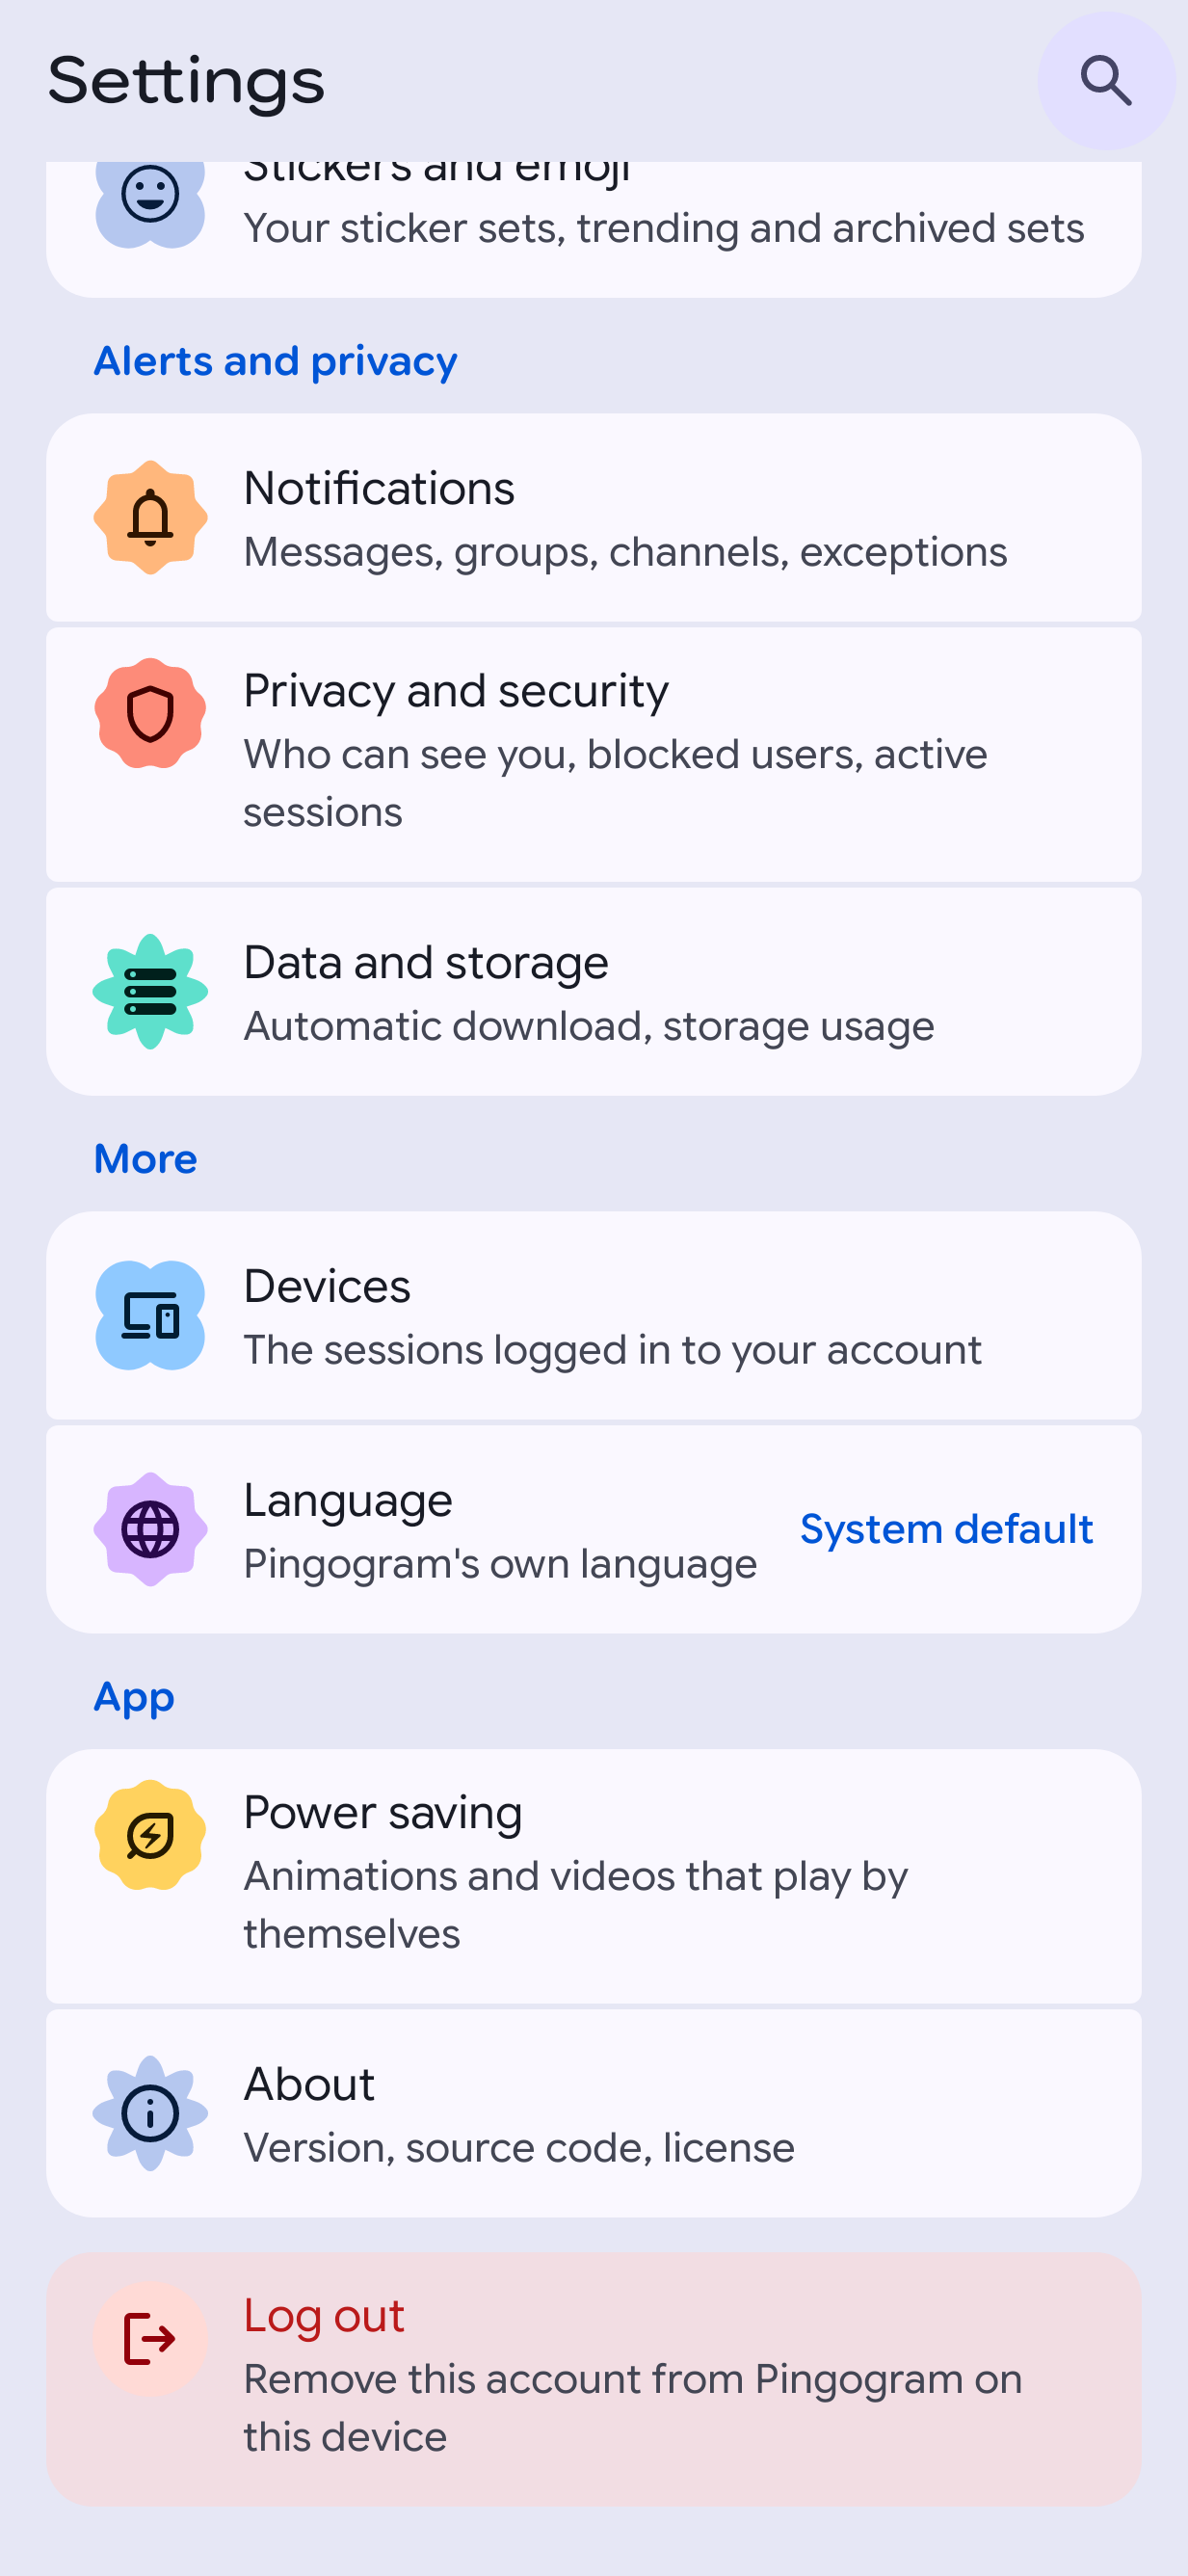 Settings
Stickers and emoji
Your sticker sets, trending and archived sets
Alerts and privacy
Notifications
Messages, groups, channels, exceptions
Privacy and security
Who can see you, blocked users, active
sessions
Data and storage
Automatic download, storage usage
More
Devices
The sessions logged in to your account
Language
Pingogram's own language
System default
App
Power saving
Animations and videos that play by
themselves
About
Version, source code, license
Log out
Remove this account from Pingogram on
this device